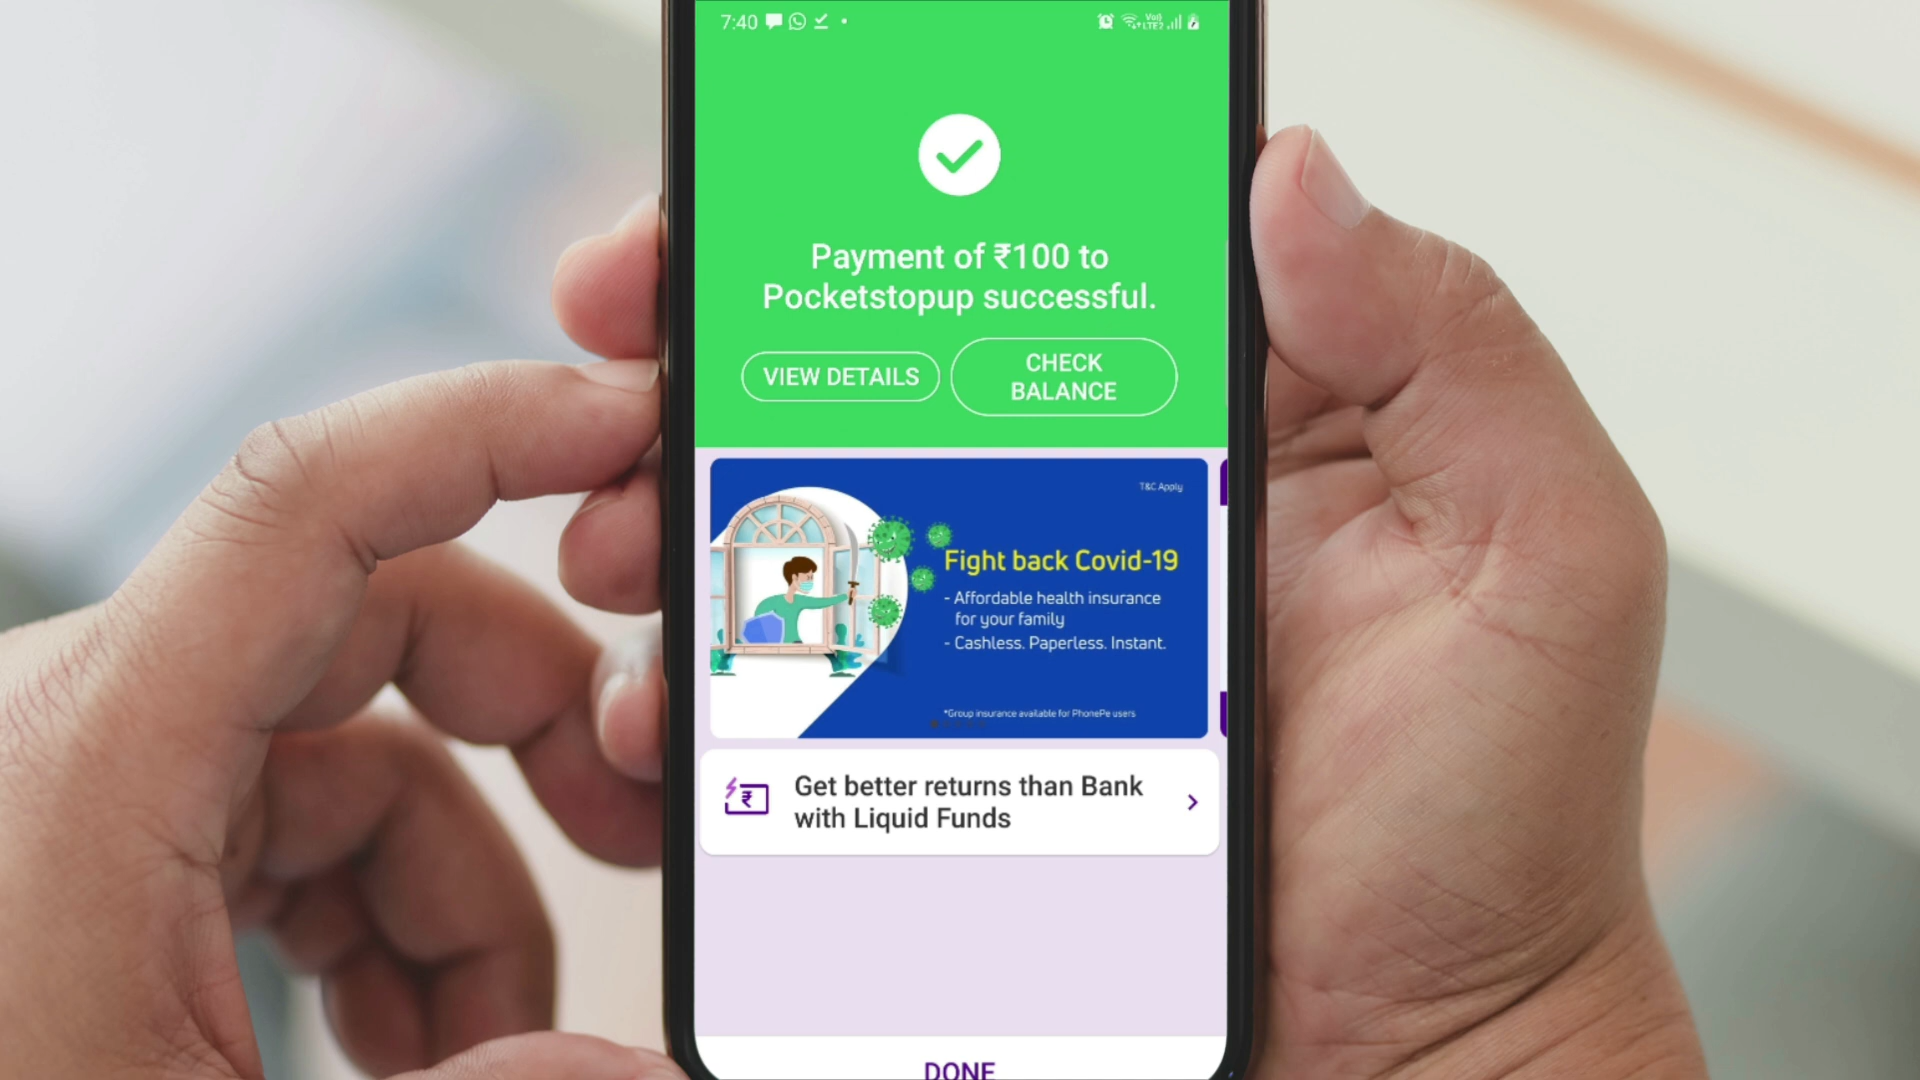 7:40
Vo))
LTE2
Payment of ₹100 to
Pocketstopup successful.
VIEW DETAILS
CHECK
BALANCE
T&C Apply
Fight back Covid-19
- Affordable health insurance
for your family
- Cashless. Paperless. Instant.
*Group insurance available for PhonePe users
₹
Get better returns than Bank
with Liquid Funds
DONE